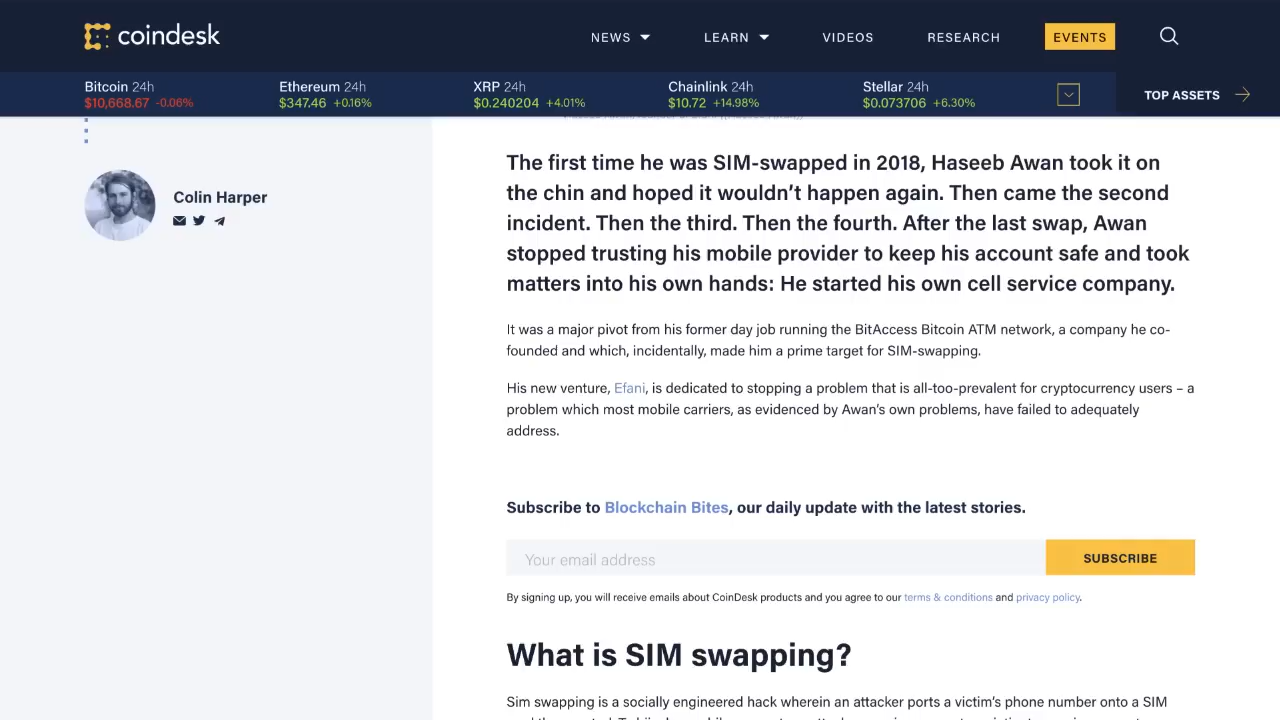 coindesk
NEWS LEARN VIDEOS RESEARCH EVENTS
Bitcoin 24h Ethereum 24h XRP 24h Chainlink 24h Stellar 24h
$10,668.67 -0.06% $347.46 +0.16% $0.240204 +4.01% $10.72 +14.98% $0.073706 +6.30%
TOP ASSETS
Colin Harper
The first time he was SIM-swapped in 2018, Haseeb Awan took it on
the chin and hoped it wouldn’t happen again. Then came the second
incident. Then the third. Then the fourth. After the last swap, Awan
stopped trusting his mobile provider to keep his account safe and took
matters into his own hands: He started his own cell service company.
It was a major pivot from his former day job running the BitAccess Bitcoin ATM network, a company he co-
founded and which, incidentally, made him a prime target for SIM-swapping.
His new venture, Efani, is dedicated to stopping a problem that is all-too-prevalent for cryptocurrency users – a
problem which most mobile carriers, as evidenced by Awan’s own problems, have failed to adequately
address.
Subscribe to Blockchain Bites, our daily update with the latest stories.
Your email address
SUBSCRIBE
By signing up, you will receive emails about CoinDesk products and you agree to our terms & conditions and privacy policy.
What is SIM swapping?
Sim swapping is a socially engineered hack wherein an attacker ports a victim’s phone number onto a SIM